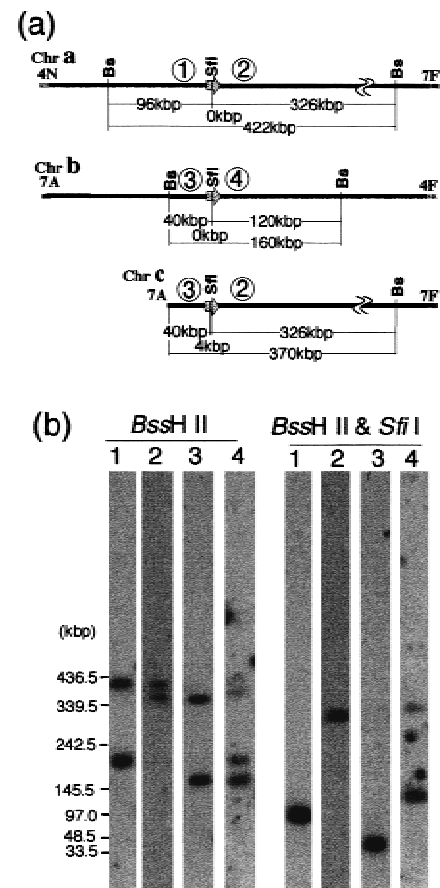 (a)
Chr a
4N Bs ① Sfi ② Bs 7F
96kbp 326kbp
0kbp
422kbp
Chr b
7A Bs ③ Sfi ④ Bs 4F
40kbp 120kbp
0kbp
160kbp
Chr c
7A ③ Sfi ② Bs 7F
40kbp 326kbp
4kbp
370kbp
(b) BssH II BssH II & Sfi I
1 2 3 4 1 2 3 4
(kbp)
436.5
339.5
242.5
145.5
97.0
48.5
33.5